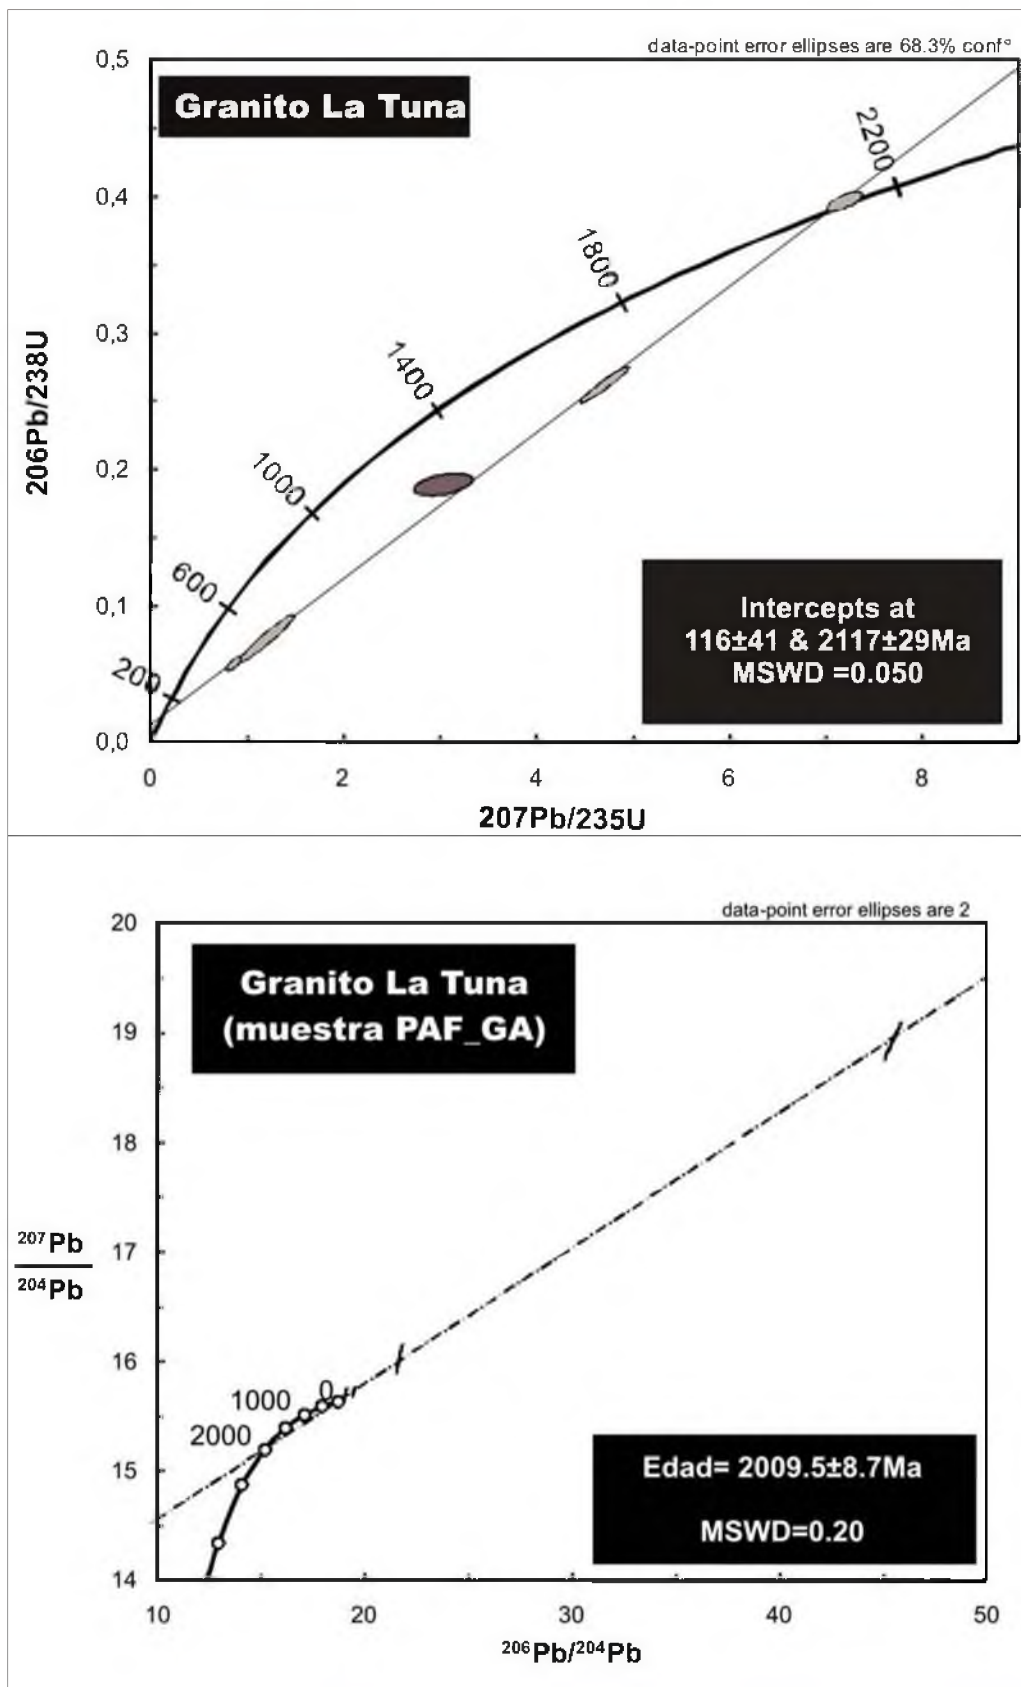 data-point error ellipses are 68.3% conf°
0,5
Granito La Tuna
2200
0,4
1800
0,3
1400
206Pb/238U
0,2
1000
600
0,1
Intercepts at
116±41 & 2117±29Ma
MSWD =0.050
200
0,0
0 2 4 6 8
207Pb/235U
data-point error ellipses are 2
20
Granito La Tuna
(muestra PAF_GA)
19
18
207Pb
204Pb
17
16
0
1000
2000
15
Edad= 2009.5±8.7Ma
MSWD=0.20
14
10 20 30 40 50
206Pb/204Pb